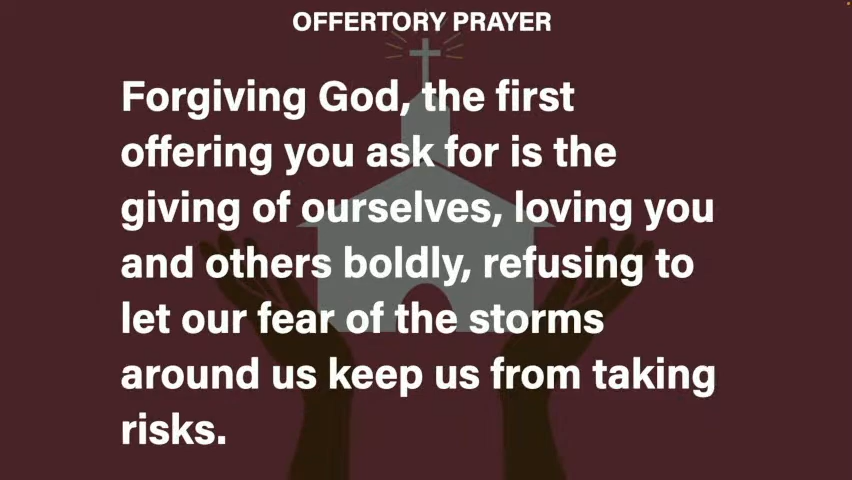 OFFERTORY PRAYER
Forgiving God, the first
offering you ask for is the
giving of ourselves, loving you
and others boldly, refusing to
let our fear of the storms
around us keep us from taking
risks.